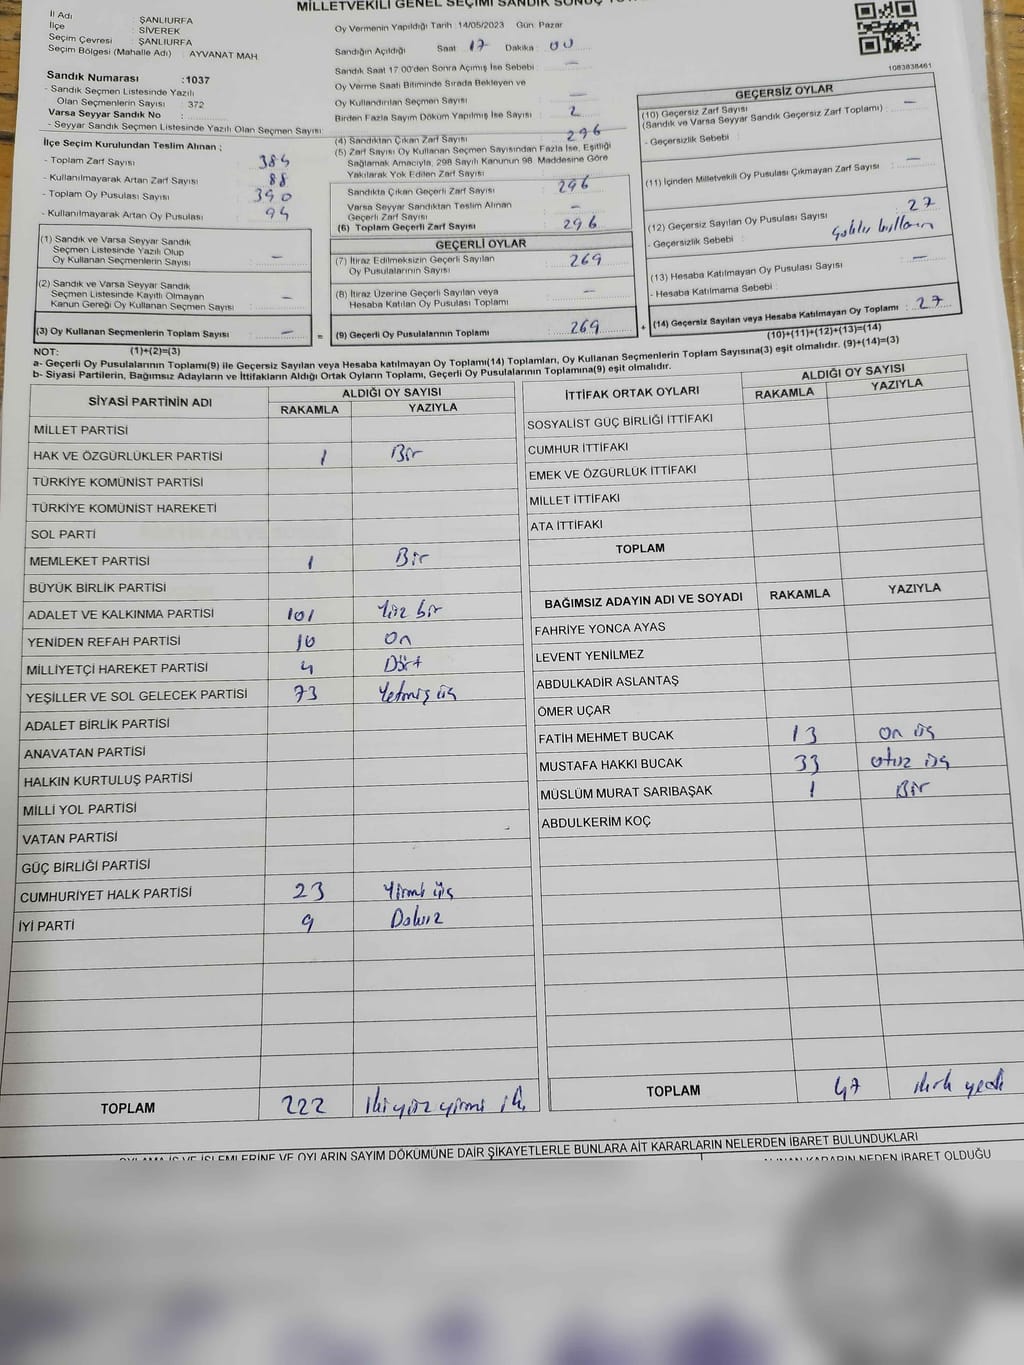 MİLLETVEKİLİ GENEL SEÇİMİ SANDIK SONUÇ
İl Adı : ŞANLIURFA
İlçe : SİVEREK
Seçim Çevresi : ŞANLIURFA
Seçim Bölgesi (Mahalle Adı) : AYVANAT MAH
Sandık Numarası :1037
- Sandık Seçmen Listesinde Yazılı
Olan Seçmenlerin Sayısı : 372
Varsa Seyyar Sandık No :
- Seyyar Sandık Seçmen Listesinde Yazılı Olan Seçmen Sayısı:
İlçe Seçim Kurulundan Teslim Alınan ;
- Toplam Zarf Sayısı : 384
- Kullanılmayarak Artan Zarf Sayısı : 88
- Toplam Oy Pusulası Sayısı : 390
- Kullanılmayarak Artan Oy Pusulası : 94
(1) Sandık ve Varsa Seyyar Sandık
Seçmen Listesinde Yazılı Olup
Oy Kullanan Seçmenlerin Sayısı : -
(2) Sandık ve Varsa Seyyar Sandık
Seçmen Listesinde Kayıtlı Olmayan
Kanun Gereği Oy Kullanan Seçmen Sayısı : -
(3) Oy Kullanan Seçmenlerin Toplam Sayısı : -
Oy Vermenin Yapıldığı Tarih : 14/05/2023 Gün: Pazar
Sandığın Açıldığı Saat : 17 Dakika : 00
Sandık Saat 17.00'den Sonra Açımış İse Sebebi : -
Oy Verme Saati Bitiminde Sırada Bekleyen ve
Oy Kullandırılan Seçmen Sayısı : -
Birden Fazla Sayım Döküm Yapılmış İse Sayısı : 2
(4) Sandıktan Çıkan Zarf Sayısı : 296
(5) Zarf Sayısı Oy Kullanan Seçmen Sayısından Fazla İse, Eşitliği
Sağlamak Amacıyla, 298 Sayılı Kanunun 98 Maddesine Göre
Yakılarak Yok Edilen Zarf Sayısı :
Sandıkta Çıkan Geçerli Zarf Sayısı : 296
Varsa Seyyar Sandıktan Teslim Alınan
Geçerli Zarf Sayısı : -
(6) Toplam Geçerli Zarf Sayısı : 296
GEÇERLİ OYLAR
(7) İtiraz Edilmeksizin Geçerli Sayılan
Oy Pusulasının Sayısı : 269
(8) İtiraz Üzerine Geçerli Sayılan veya
Hesaba Katılan Oy Pusulası Toplamı : -
= (9) Geçerli Oy Pusulalarının Toplamı : 269
1083838461
GEÇERSİZ OYLAR
(10) Geçersiz Zarf Sayısı
(Sandık ve Varsa Seyyar Sandık Geçersiz Zarf Toplamı) : -
- Geçersizlik Sebebi :
(11) İçinden Milletvekili Oy Pusulası Çıkmayan Zarf Sayısı : -
(12) Geçersiz Sayılan Oy Pusulası Sayısı : 27
- Geçersizlik Sebebi :
(13) Hesaba Katılmayan Oy Pusulası Sayısı : -
- Hesaba Katılmama Sebebi :
+ (14) Geçersiz Sayılan veya Hesaba Katılmayan Oy Toplamı : 27
NOT: (1)+(2)=(3)
(10)+(11)+(12)+(13)=(14)
a- Geçerli Oy Pusulalarının Toplamı(9) ile Geçersiz Sayılan veya Hesaba katılmayan Oy Toplamı(14) Toplamları, Oy Kullanan Seçmenlerin Toplam Sayısına(3) eşit olmalıdır. (9)+(14)=(3)
b- Siyasi Partilerin, Bağımsız Adayların ve İttifakların Aldığı Ortak Oyların Toplamı, Geçerli Oy Pusulalarının Toplamına(9) eşit olmalıdır.
SİYASİ PARTİNİN ADI ALDIĞI OY SAYISI
RAKAMLA YAZIYLA
MİLLET PARTİSİ
HAK VE ÖZGÜRLÜKLER PARTİSİ 1 Bir
TÜRKİYE KOMÜNİST PARTİSİ
TÜRKİYE KOMÜNİST HAREKETİ
SOL PARTİ
MEMLEKET PARTİSİ 1 Bir
BÜYÜK BİRLİK PARTİSİ
ADALET VE KALKINMA PARTİSİ 101 Yüz bir
YENİDEN REFAH PARTİSİ 10 On
MİLLİYETÇİ HAREKET PARTİSİ 4 Dört
YEŞİLLER VE SOL GELECEK PARTİSİ 73 Yetmiş üç
ADALET BİRLİK PARTİSİ
ANAVATAN PARTİSİ
HALKIN KURTULUŞ PARTİSİ
MİLLİ YOL PARTİSİ
VATAN PARTİSİ
GÜÇ BİRLİĞİ PARTİSİ
CUMHURİYET HALK PARTİSİ 23 Yirmi üç
İYİ PARTİ 9 Dokuz
TOPLAM 222 İkiyüz yirmi iki
İTTİFAK ORTAK OYLARI ALDIĞI OY SAYISI
RAKAMLA YAZIYLA
SOSYALİST GÜÇ BİRLİĞİ İTTİFAKI
CUMHUR İTTİFAKI
EMEK VE ÖZGÜRLÜK İTTİFAKI
MİLLET İTTİFAKI
ATA İTTİFAKI
TOPLAM
BAĞIMSIZ ADAYIN ADI VE SOYADI RAKAMLA YAZIYLA
FAHRİYE YONCA AYAS
LEVENT YENİLMEZ
ABDULKADİR ASLANTAŞ
ÖMER UÇAR
FATİH MEHMET BUCAK 13 on üç
MUSTAFA HAKKI BUCAK 33 otuz üç
MÜSLÜM MURAT SARIBAŞAK 1 Bir
ABDULKERİM KOÇ
TOPLAM 47 kırk yedi
OYLAMA İŞ VE İŞLEMLERİNE VE OYLARIN SAYIM DÖKÜMÜNE DAİR ŞİKAYETLERLE BUNLARA AİT KARARLARIN NELERDEN İBARET BULUNDUKLARI
ALINAN KARARIN NEDEN İBARET OLDUĞU